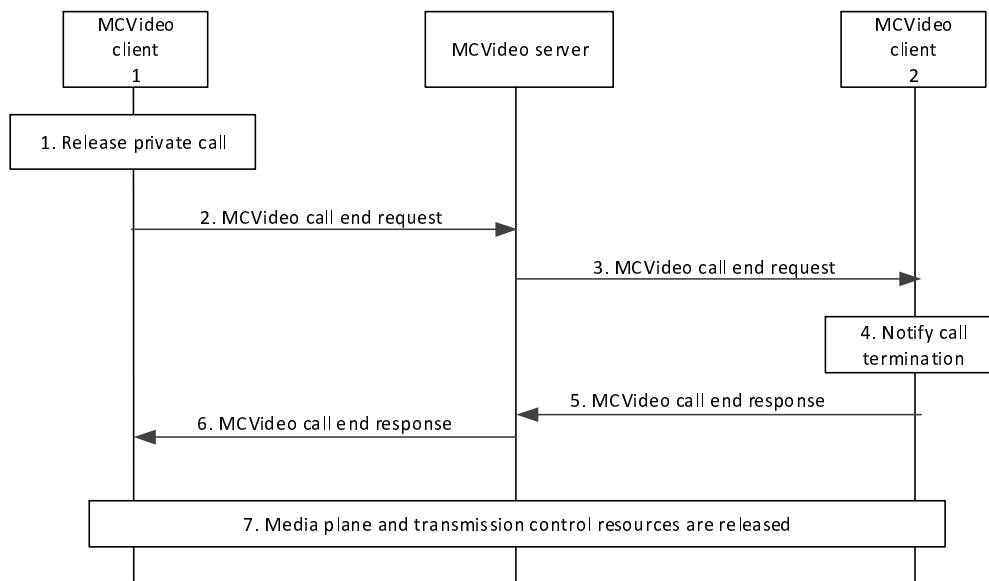 MCVideo
client
1
MCVideo server
MCVideo
client
2
1. Release private call
2. MCVideo call end request
3. MCVideo call end request
4. Notify call
termination
5. MCVideo call end response
6. MCVideo call end response
7. Media plane and transmission control resources are released